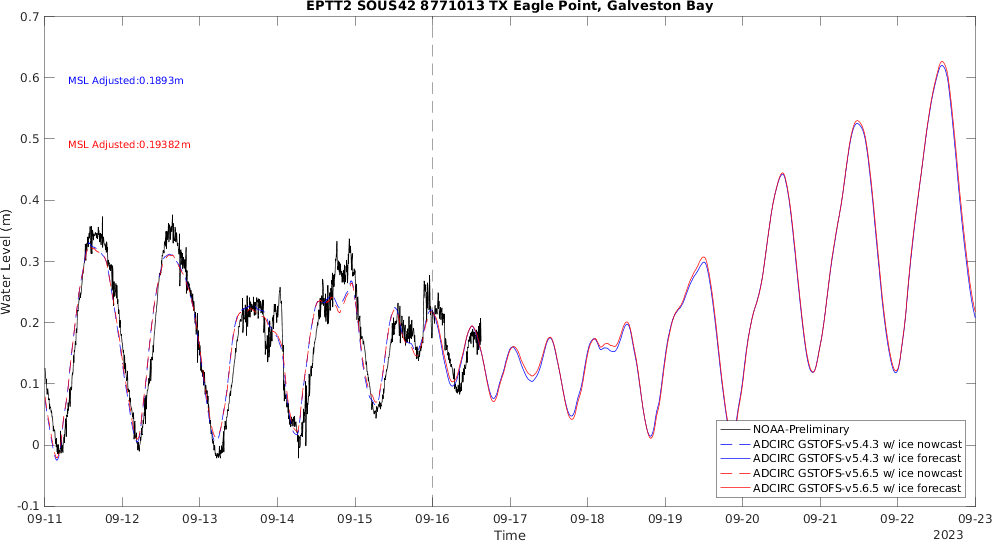 EPTT2 SOUS42 8771013 TX Eagle Point, Galveston Bay
0.7
0.6
0.5
0.4
0.3
0.2
0.1
0
-0.1
Water Level (m)
MSL Adjusted:0.1893m
MSL Adjusted:0.19382m
NOAA-Preliminary
ADCIRC GSTOFS-v5.4.3 w/ ice nowcast
ADCIRC GSTOFS-v5.4.3 w/ ice forecast
ADCIRC GSTOFS-v5.6.5 w/ ice nowcast
ADCIRC GSTOFS-v5.6.5 w/ ice forecast
09-11 09-12 09-13 09-14 09-15 09-16 09-17 09-18 09-19 09-20 09-21 09-22 09-23
Time
2023